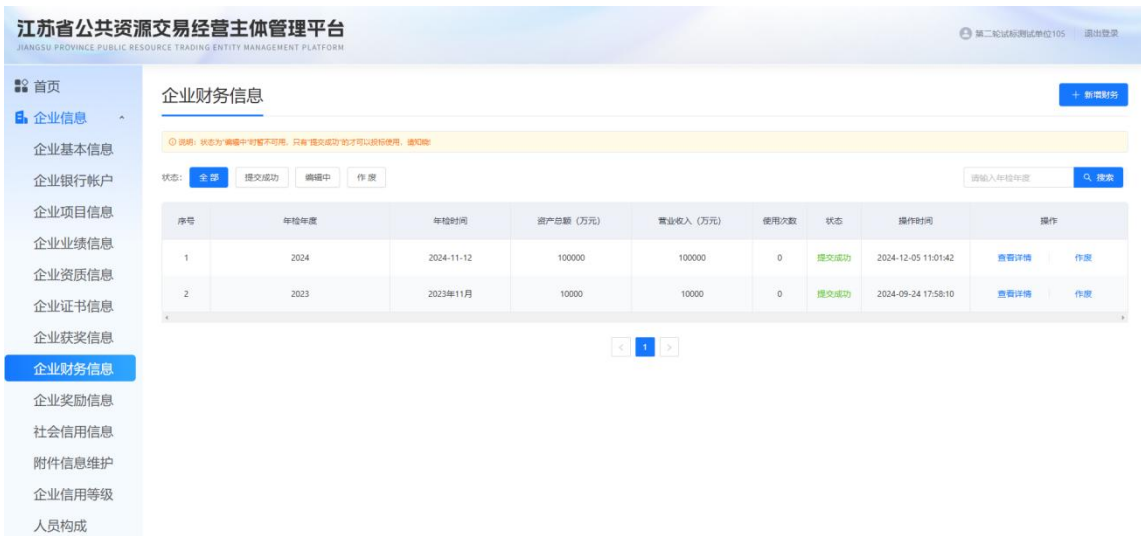 江苏省公共资源交易经营主体管理平台
JIANGSU PROVINCE PUBLIC RESOURCE TRADING ENTITY MANAGEMENT PLATFORM
第二轮试标测试单位105 退出登录
首页
企业信息
企业基本信息
企业银行帐户
企业项目信息
企业业绩信息
企业资质信息
企业证书信息
企业获奖信息
企业财务信息
企业奖励信息
社会信用信息
附件信息维护
企业信用等级
人员构成
企业财务信息
+ 新增财务
说明：状态为"编辑中"时暂不可用，只有"提交成功"的才可以投标使用，请知晓!
状态： 全部 提交成功 编辑中 作废 请输入年检年度 搜索
序号 年检年度 年检时间 资产总额（万元） 营业收入（万元） 使用次数 状态 操作时间 操作
1 2024 2024-11-12 100000 100000 0 提交成功 2024-12-05 11:01:42 查看详情 作废
2 2023 2023年11月 10000 10000 0 提交成功 2024-09-24 17:58:10 查看详情 作废
< 1 >